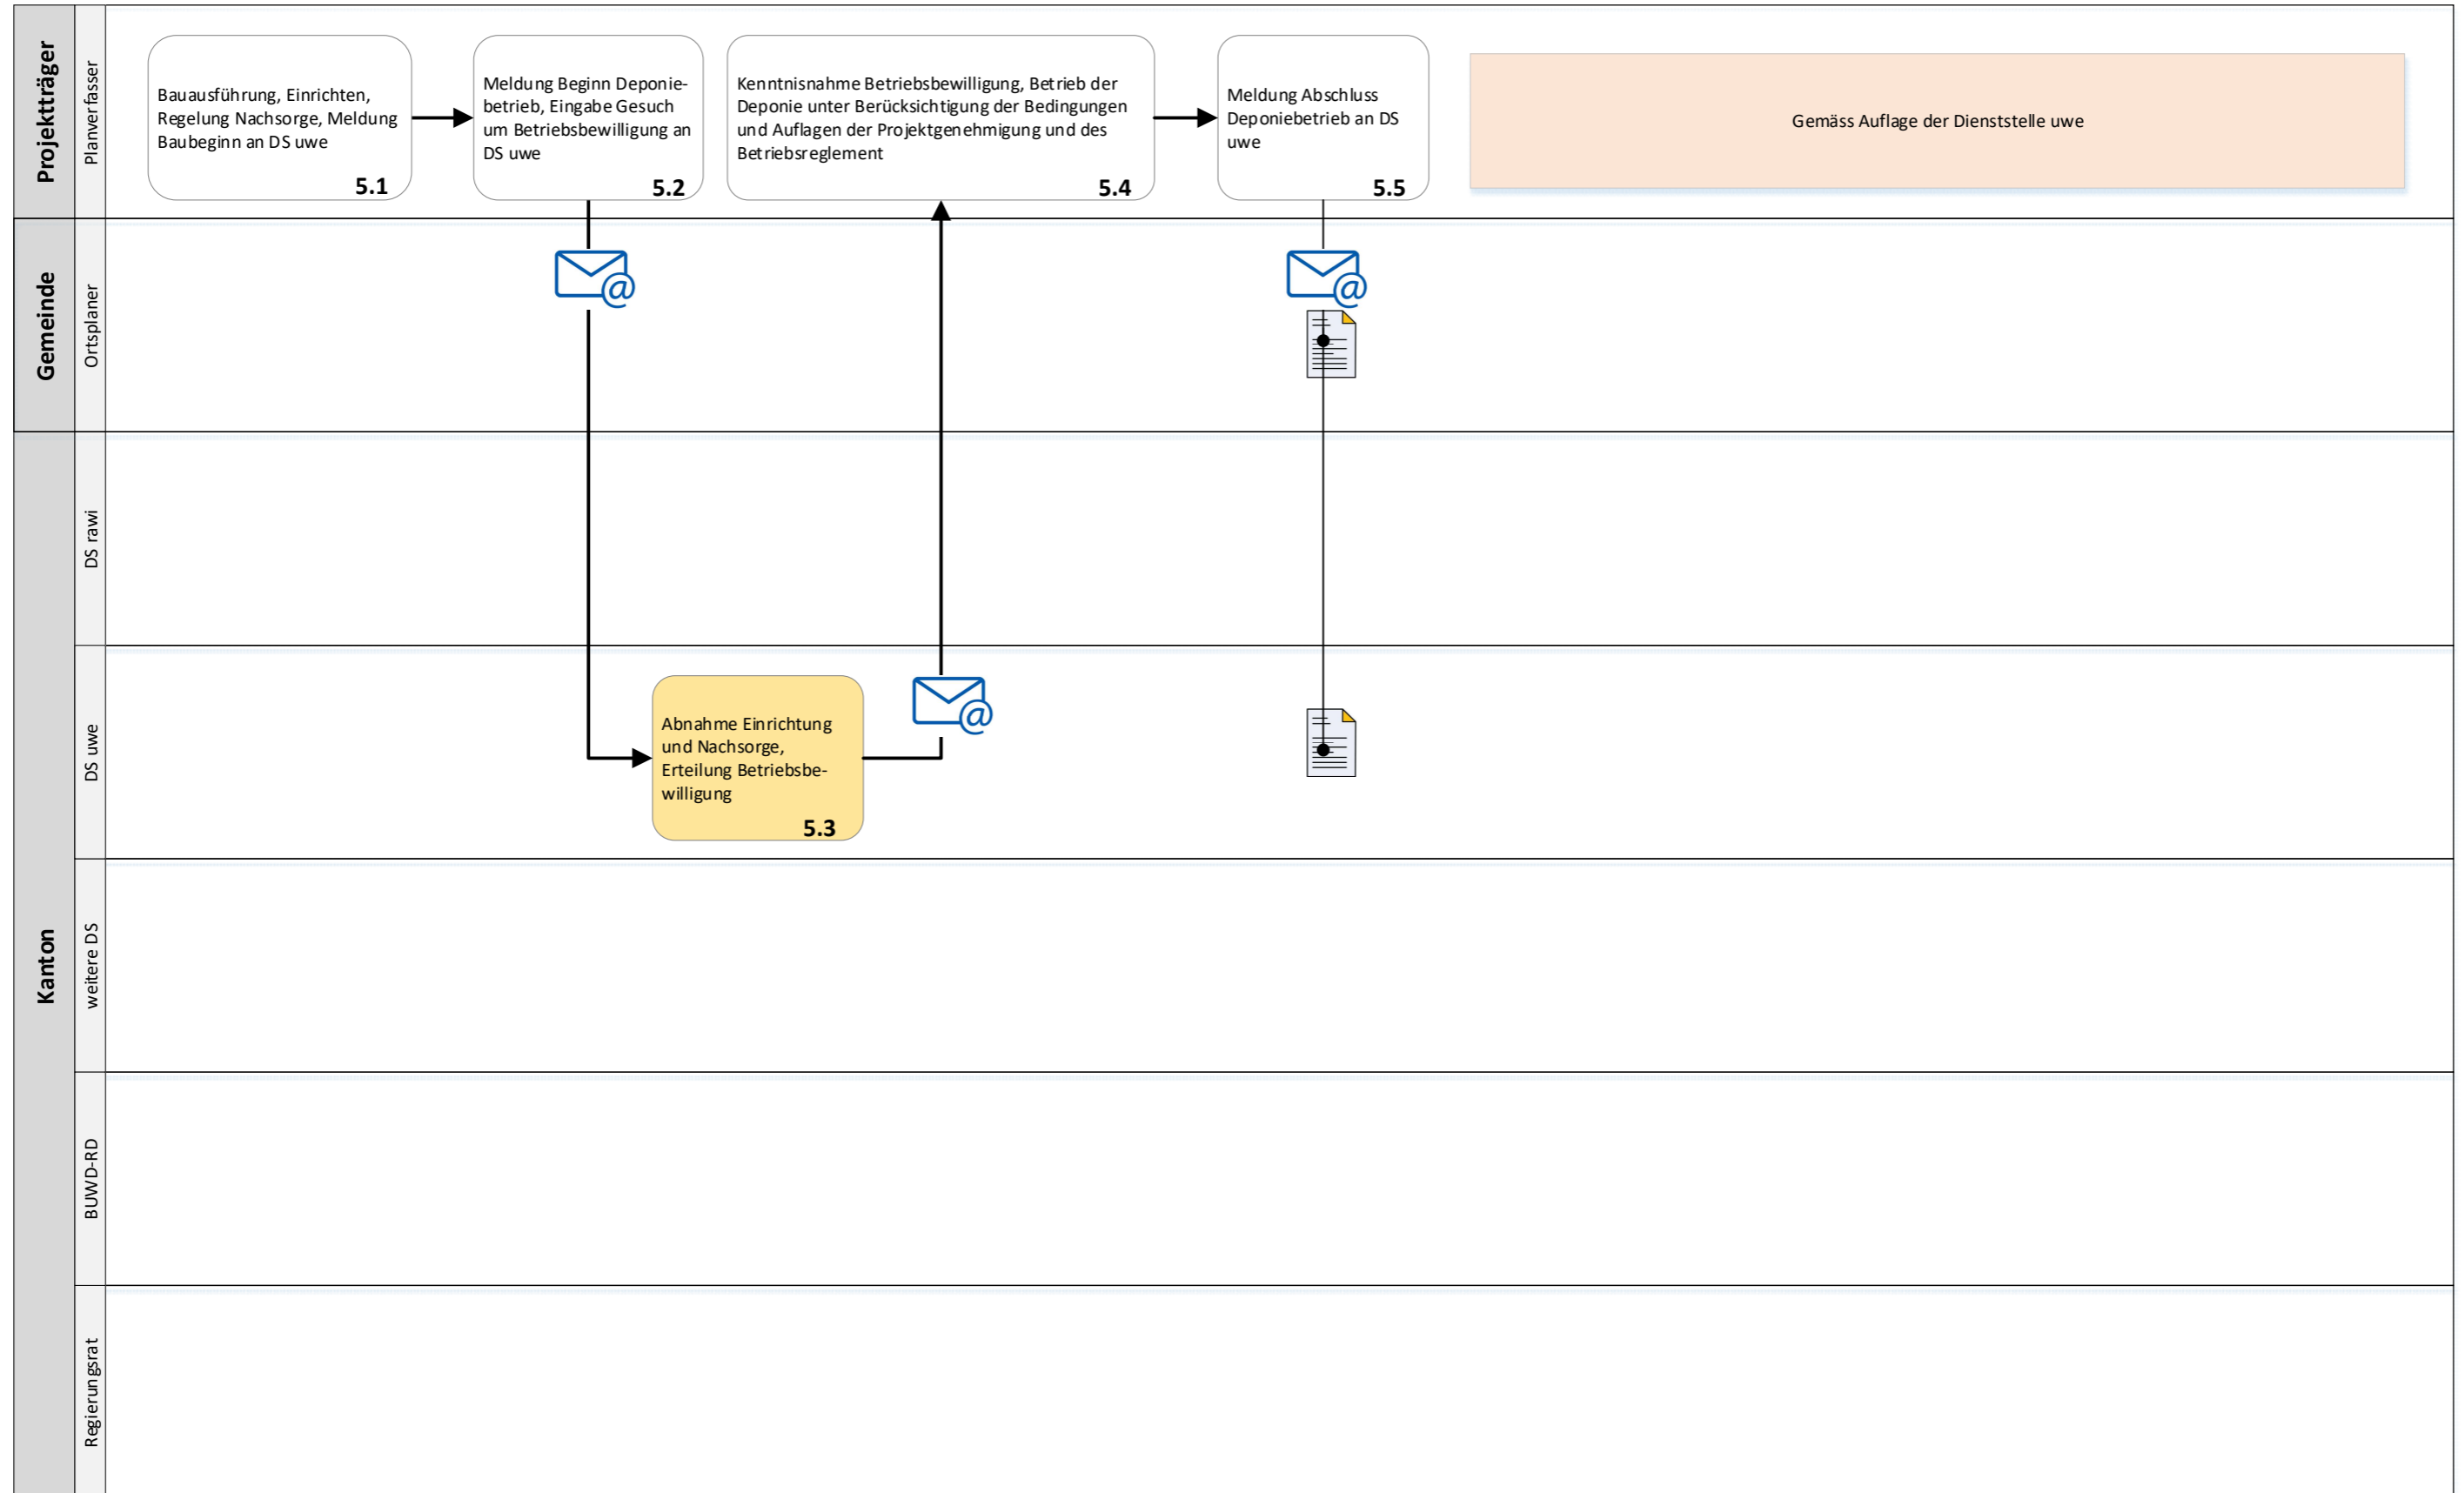 Projektträger
Planverfasser
Bauausführung, Einrichten,
Regelung Nachsorge, Meldung
Baubeginn an DS uwe
5.1
Meldung Beginn Deponie-
betrieb, Eingabe Gesuch
um Betriebsbewilligung an
DS uwe
5.2
Kenntnisnahme Betriebsbewilligung, Betrieb der
Deponie unter Berücksichtigung der Bedingungen
und Auflagen der Projektgenehmigung und des
Betriebsreglement
5.4
Meldung Abschluss
Deponiebetrieb an DS
uwe
5.5
Gemäss Auflage der Dienststelle uwe
Gemeinde
Ortsplaner
@
@
Kanton
DS rawi
DS uwe
Abnahme Einrichtung
und Nachsorge,
Erteilung Betriebsbe-
willigung
5.3
@
weitere DS
BUWD-RD
Regierungsrat